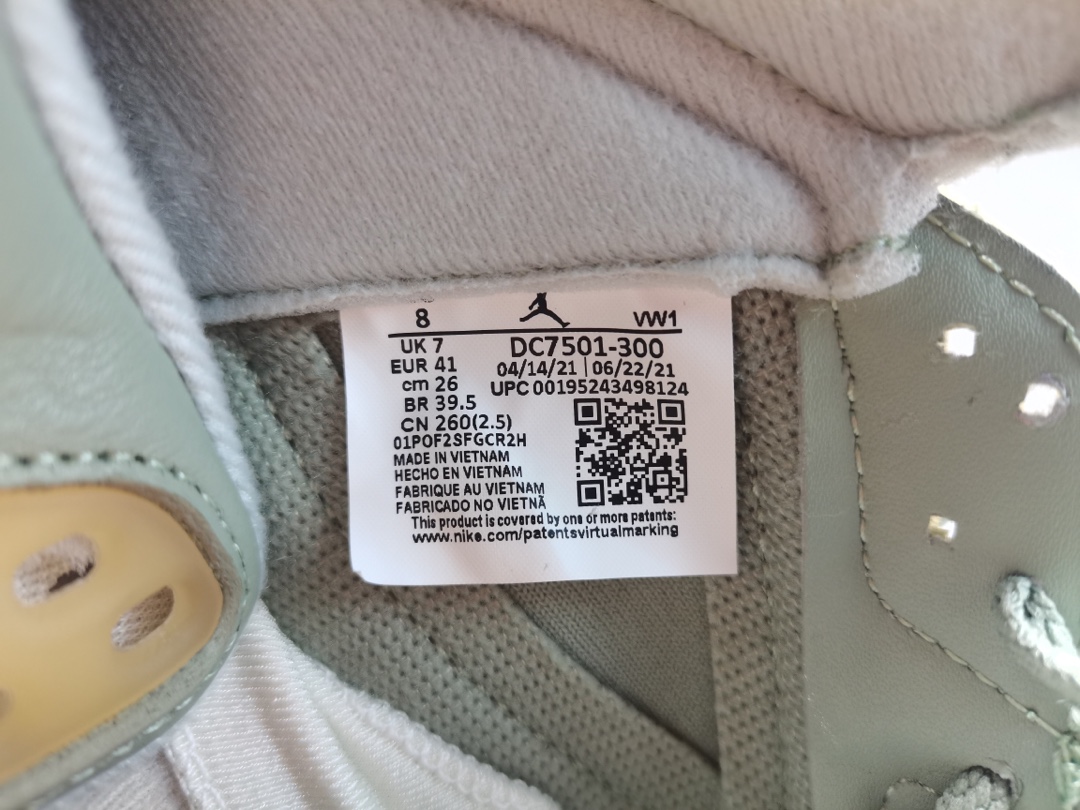 8 VW1
UK 7 DC7501-300
EUR 41 04/14/21 | 06/22/21
cm 26 UPC 00195243498124
BR 39.5
CN 260(2.5)
01POF2SFGCR2H
MADE IN VIETNAM
HECHO EN VIETNAM
FABRIQUE AU VIETNAM
FABRICADO NO VIETNÃ
This product is covered by one or more patents:
www.nike.com/patentsvirtualmarking